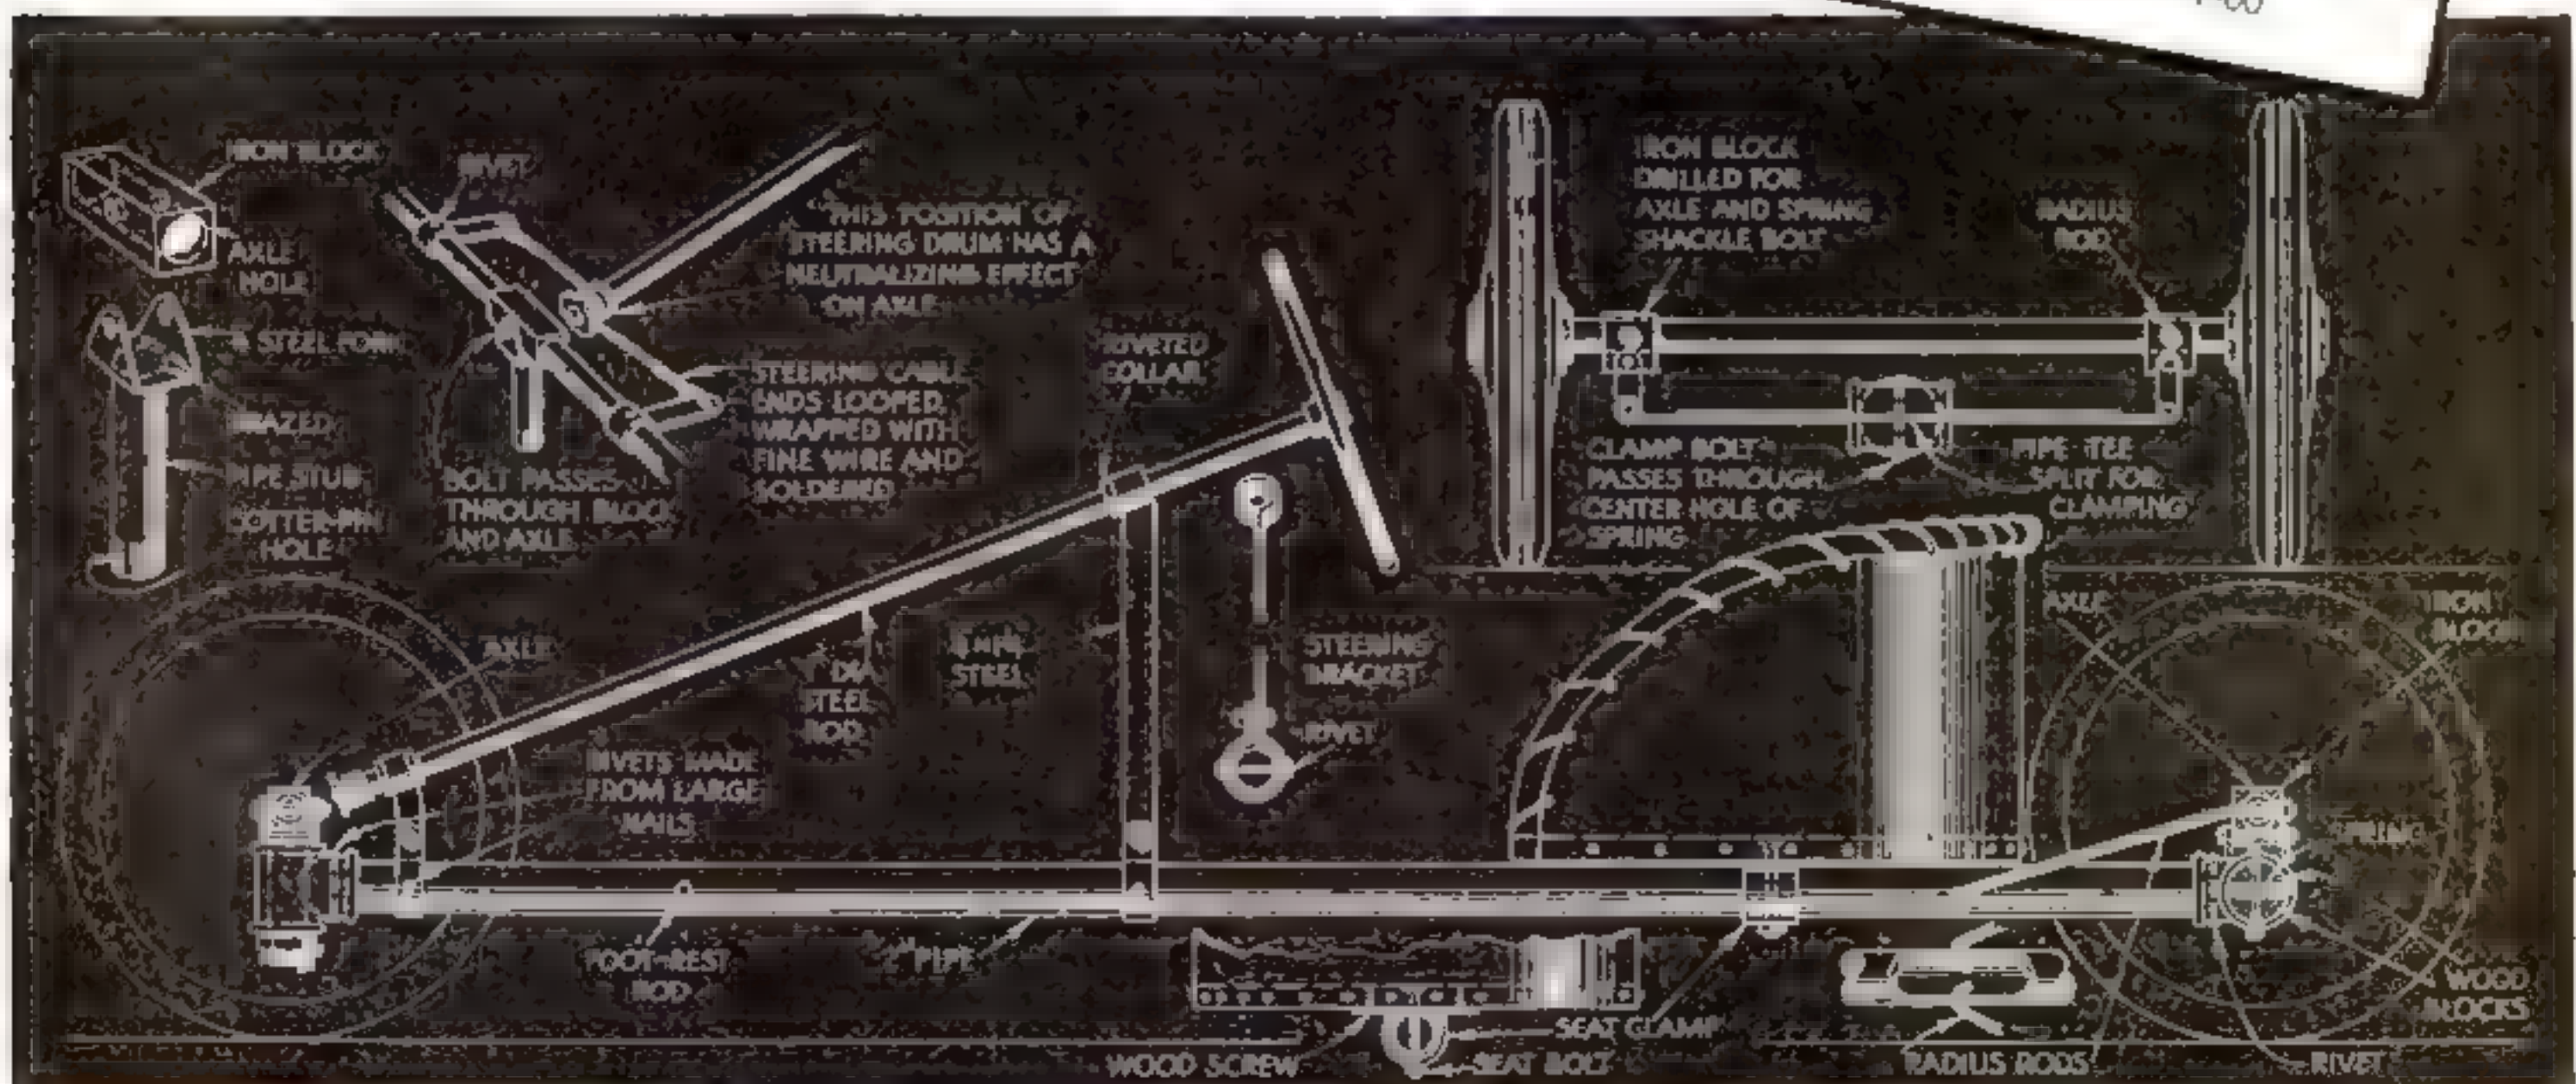 IRON BLOCK
RIVET
AXLE
HOLE
STEEL FORK
BRAZED
PIPE STUB
COTTER-PIN
HOLE
"THIS POSITION OF
STEERING DRUM HAS A
NEUTRALIZING EFFECT
ON AXLE
STEERING CABLE
ENDS LOOPED,
WRAPPED WITH
FINE WIRE AND
SOLDERED
BOLT PASSES
THROUGH BLOCK
AND AXLE
RIVETED
COLLAR
IRON BLOCK
DRILLED FOR
AXLE AND SPRING
SHACKLE BOLT
RADIUS
ROD
CLAMP BOLT
PASSES THROUGH
CENTER HOLE OF
SPRING
PIPE TEE
SPLIT FOR
CLAMPING
AXLE
1" DIA
STEEL
ROD
STEEL
STEERING
BRACKET
RIVET
RIVETS MADE
FROM LARGE
NAILS
AXLE
IRON
BLOCK
SPRING
FOOT-REST
ROD
2" PIPE
WOOD SCREW
SEAT BOLT
SEAT CLAMP
RADIUS RODS
RIVET
WOOD
BLOCKS